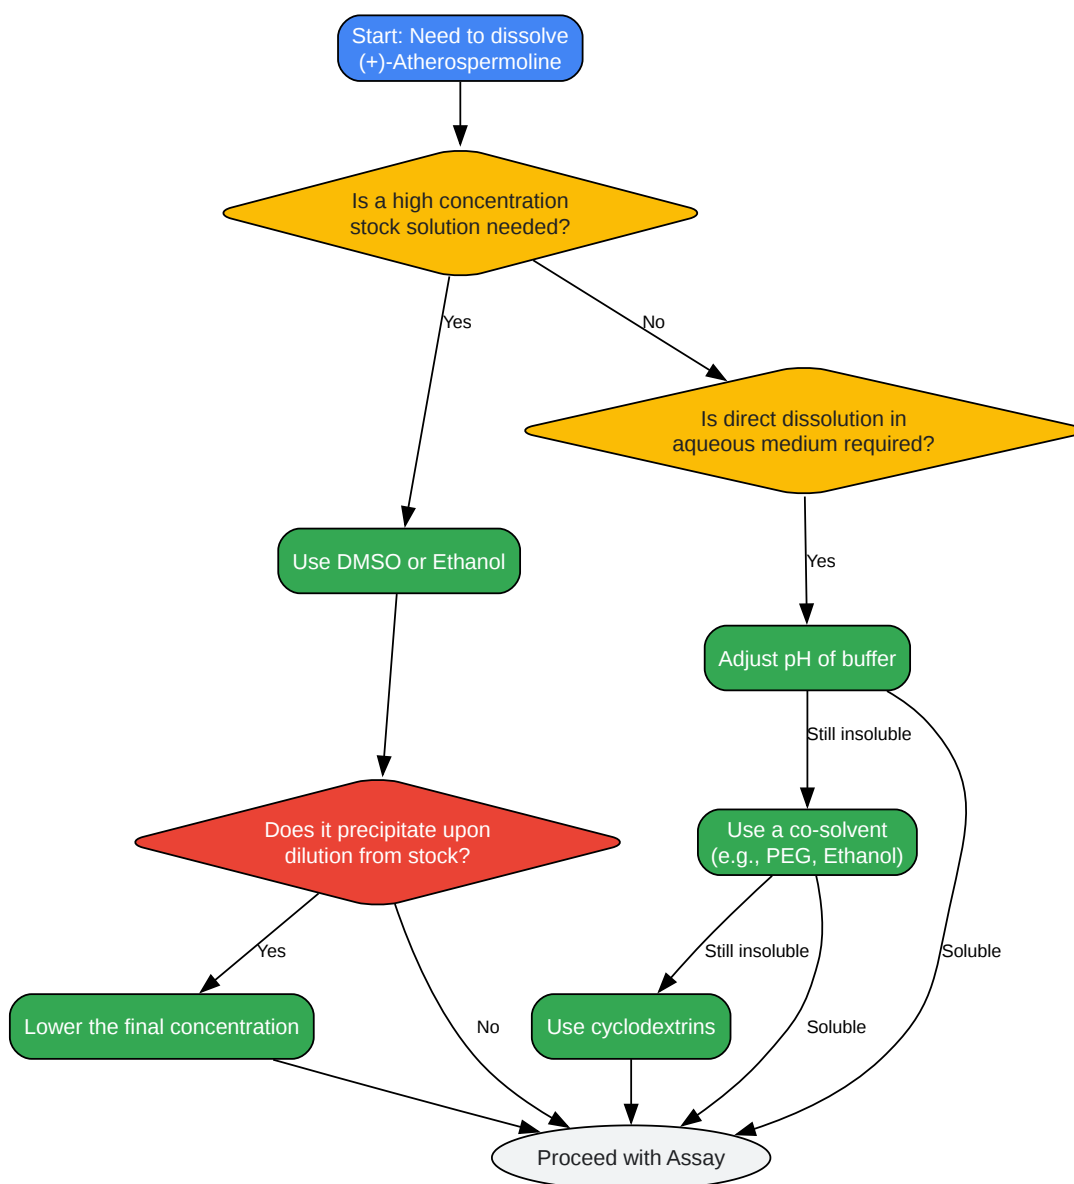 Start: Need to dissolve
(+)-Atherospermoline
Is a high concentration
stock solution needed?
Yes
No
Is direct dissolution in
aqueous medium required?
Use DMSO or Ethanol
Yes
Adjust pH of buffer
Still insoluble
Does it precipitate upon
dilution from stock?
Use a co-solvent
(e.g., PEG, Ethanol)
Yes
Still insoluble
Soluble
Lower the final concentration
No
Use cyclodextrins
Soluble
Proceed with Assay